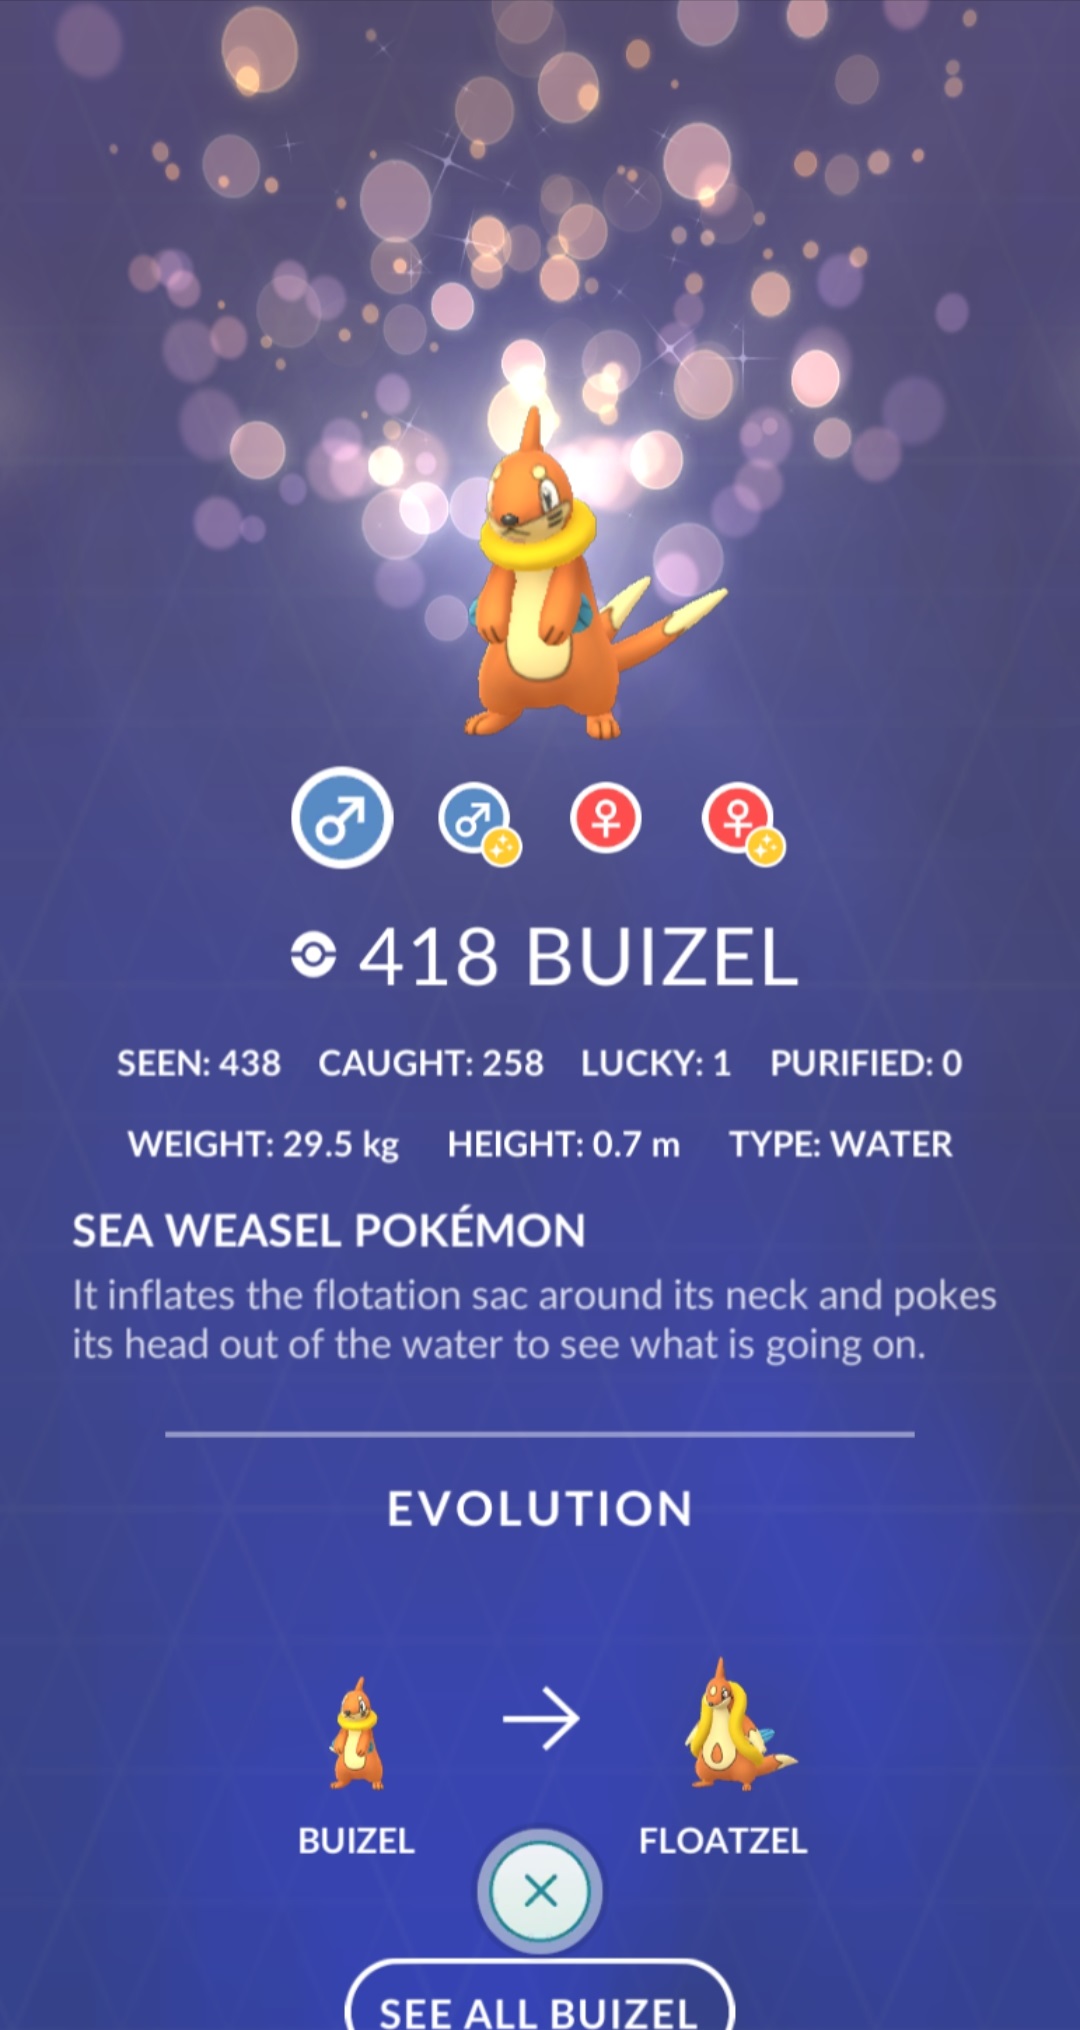 418 BUIZEL
SEEN: 438 CAUGHT: 258 LUCKY: 1 PURIFIED: 0
WEIGHT: 29.5 kg HEIGHT: 0.7 m TYPE: WATER
SEA WEASEL POKÉMON
It inflates the flotation sac around its neck and pokes
its head out of the water to see what is going on.
EVOLUTION
BUIZEL FLOATZEL
SEE ALL BUIZEL